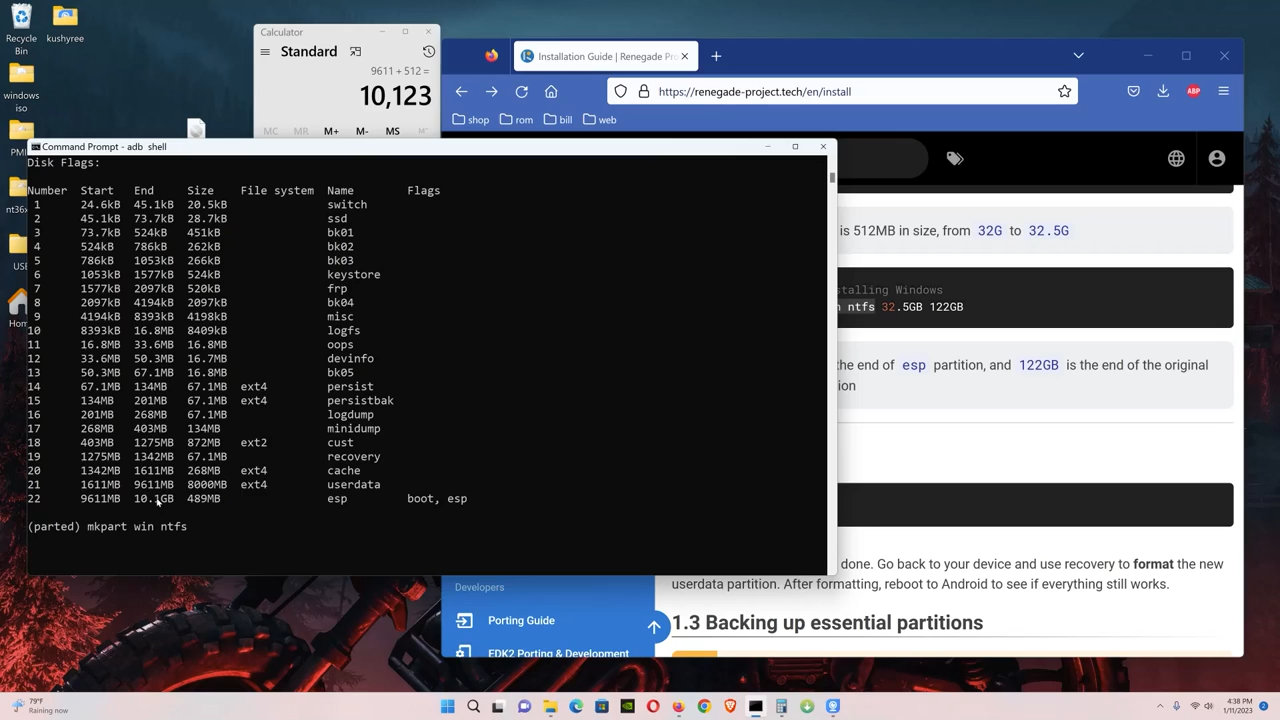 Recycle
Bin
kushyree
windows
iso
PMI
nt36x
USE
Hom
Calculator
Standard
9611 + 512 =
10,123
MC MR M+ M- MS
Installation Guide | Renegade Pr
https://renegade-project.tech/en/install
ABP
shop rom bill web
Command Prompt - adb shell
Disk Flags:
Number Start End Size File system Name Flags
1 24.6kB 45.1kB 20.5kB switch
2 45.1kB 73.7kB 28.7kB ssd
3 73.7kB 524kB 451kB bk01
4 524kB 786kB 262kB bk02
5 786kB 1053kB 266kB bk03
6 1053kB 1577kB 524kB keystore
7 1577kB 2097kB 520kB frp
8 2097kB 4194kB 2097kB bk04
9 4194kB 8393kB 4198kB misc
10 8393kB 16.8MB 8409kB logfs
11 16.8MB 33.6MB 16.8MB oops
12 33.6MB 50.3MB 16.7MB devinfo
13 50.3MB 67.1MB 16.8MB bk05
14 67.1MB 134MB 67.1MB ext4 persist
15 134MB 201MB 67.1MB ext4 persistbak
16 201MB 268MB 67.1MB logdump
17 268MB 403MB 134MB minidump
18 403MB 1275MB 872MB ext2 cust
19 1275MB 1342MB 67.1MB recovery
20 1342MB 1611MB 268MB ext4 cache
21 1611MB 9611MB 8000MB ext4 userdata
22 9611MB 10.1GB 489MB esp boot, esp
(parted) mkpart win ntfs
is 512MB in size, from 32G to 32.5G
stalling Windows
n ntfs 32.5GB 122GB
the end of esp partition, and 122GB is the end of the original
ion
done. Go back to your device and use recovery to format the new
userdata partition. After formatting, reboot to Android to see if everything still works.
1.3 Backing up essential partitions
Developers
Porting Guide
EDK2 Porting & Development
79°F
Raining now
4:38 PM
1/11/2023
2